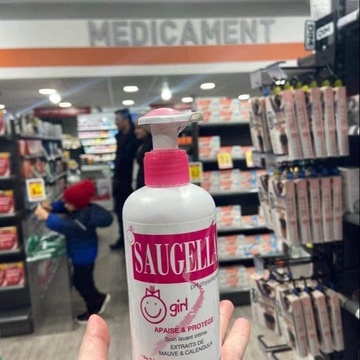 MEDICAMENT
SAUGELLA
girl
APAISE & PROTÈGE
Soin lavant intime
EXTRAITS DE
MAUVE & CALENDULA